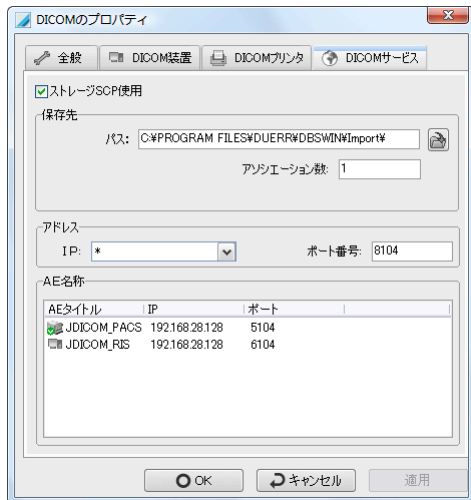 DICOMのプロパティ
全般 DICOM装置 DICOMプリンタ DICOMサービス
ストレージSCP使用
保存先
パス: C:¥PROGRAM FILES¥DUERR¥DBSWIN¥Import¥
アソシエーション数: 1
アドレス
IP: * ポート番号: 8104
AE名称
AEタイトル IP ポート
JDICOM_PACS 192.168.28.128 5104
JDICOM_RIS 192.168.28.128 6104
OK キャンセル 適用